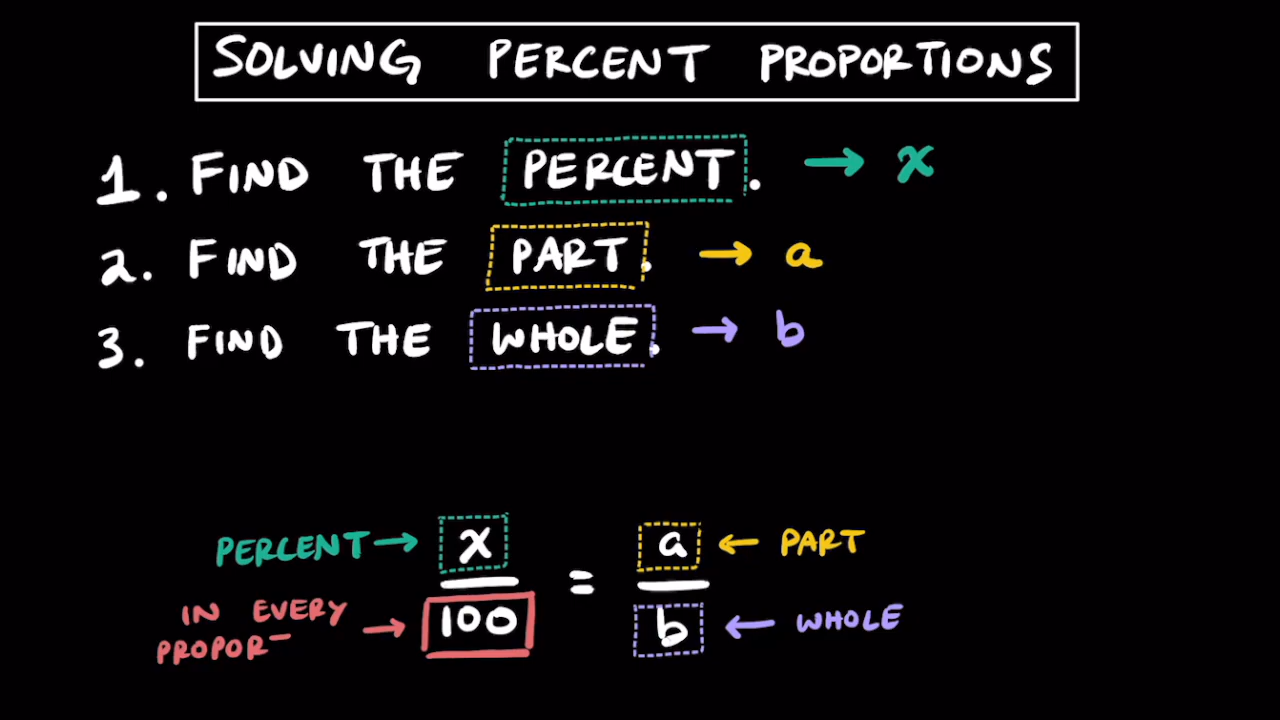 SOLVING PERCENT PROPORTIONS
1. FIND THE PERCENT. → x
2. FIND THE PART. → a
3. FIND THE WHOLE. → b
PERCENT → x = a ← PART
IN EVERY → 100 b ← WHOLE
PROPOR